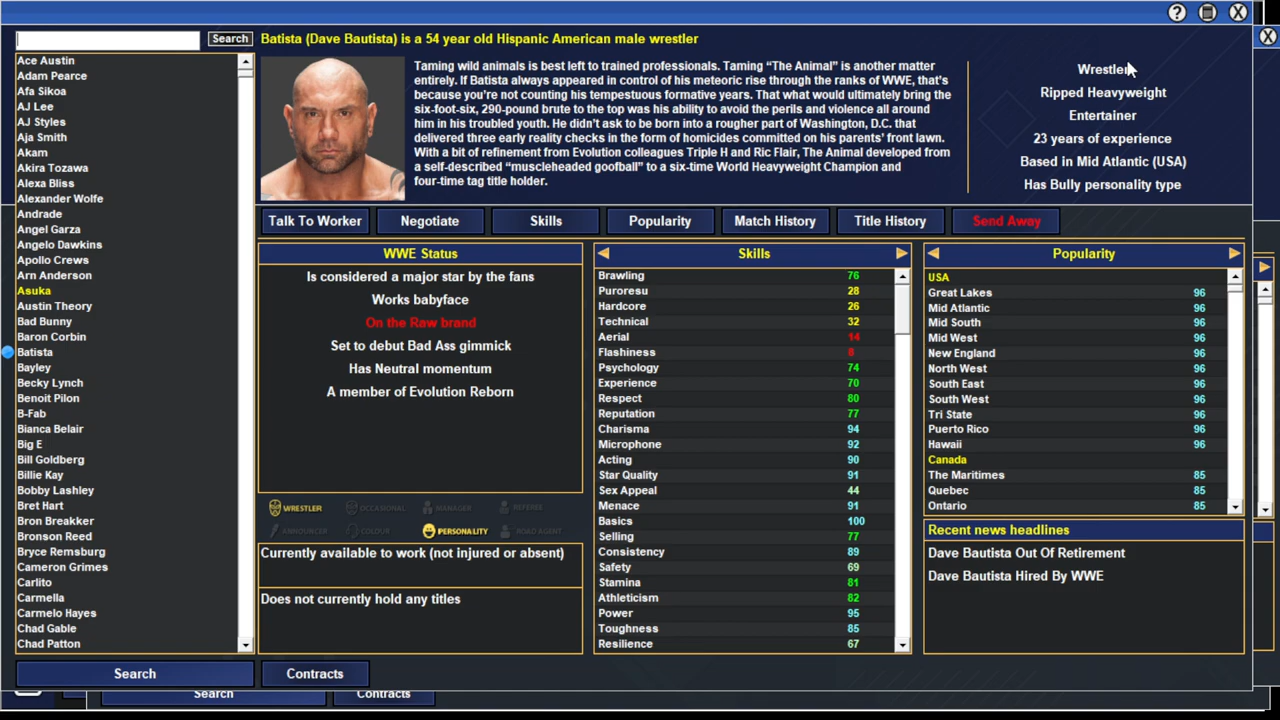 ? X
X
Search
Batista (Dave Bautista) is a 54 year old Hispanic American male wrestler
Ace Austin
Adam Pearce
Afa Sikoa
AJ Lee
AJ Styles
Aja Smith
Akam
Akira Tozawa
Alexa Bliss
Alexander Wolfe
Andrade
Angel Garza
Angelo Dawkins
Apollo Crews
Arn Anderson
Asuka
Austin Theory
Bad Bunny
Baron Corbin
Batista
Bayley
Becky Lynch
Benoit Pilon
B-Fab
Bianca Belair
Big E
Bill Goldberg
Billie Kay
Bobby Lashley
Bret Hart
Bron Breakker
Bronson Reed
Bryce Remsburg
Cameron Grimes
Carlito
Carmella
Carmelo Hayes
Chad Gable
Chad Patton
Taming wild animals is best left to trained professionals. Taming “The Animal” is another matter
entirely. If Batista always appeared in control of his meteoric rise through the ranks of WWE, that's
because you're not counting his tempestuous formative years. That what would ultimately bring the
six-foot-six, 290-pound brute to the top was his ability to avoid the perils and violence all around
him in his troubled youth. He didn't ask to be born into a rougher part of Washington, D.C. that
delivered three early reality checks in the form of homicides committed on his parents' front lawn.
With a bit of refinement from Evolution colleagues Triple H and Ric Flair, The Animal developed from
a self-described “muscleheaded goofball” to a six-time World Heavyweight Champion and
four-time tag title holder.
Wrestler
Ripped Heavyweight
Entertainer
23 years of experience
Based in Mid Atlantic (USA)
Has Bully personality type
Talk To Worker Negotiate Skills Popularity Match History Title History Send Away
WWE Status
Is considered a major star by the fans
Works babyface
On the Raw brand
Set to debut Bad Ass gimmick
Has Neutral momentum
A member of Evolution Reborn
WRESTLER OCCASIONAL MANAGER REFEREE
ANNOUNCER COLOUR PERSONALITY ROAD AGENT
Currently available to work (not injured or absent)
Does not currently hold any titles
Skills
Brawling 76
Puroresu 28
Hardcore 26
Technical 32
Aerial 14
Flashiness 8
Psychology 74
Experience 70
Respect 80
Reputation 77
Charisma 94
Microphone 92
Acting 90
Star Quality 91
Sex Appeal 44
Menace 91
Basics 100
Selling 77
Consistency 89
Safety 69
Stamina 81
Athleticism 82
Power 95
Toughness 85
Resilience 67
Popularity
USA
Great Lakes 96
Mid Atlantic 96
Mid South 96
Mid West 96
New England 96
North West 96
South East 96
South West 96
Tri State 96
Puerto Rico 96
Hawaii 96
Canada
The Maritimes 85
Quebec 85
Ontario 85
Recent news headlines
Dave Bautista Out Of Retirement
Dave Bautista Hired By WWE
Search Contracts
Search Contracts